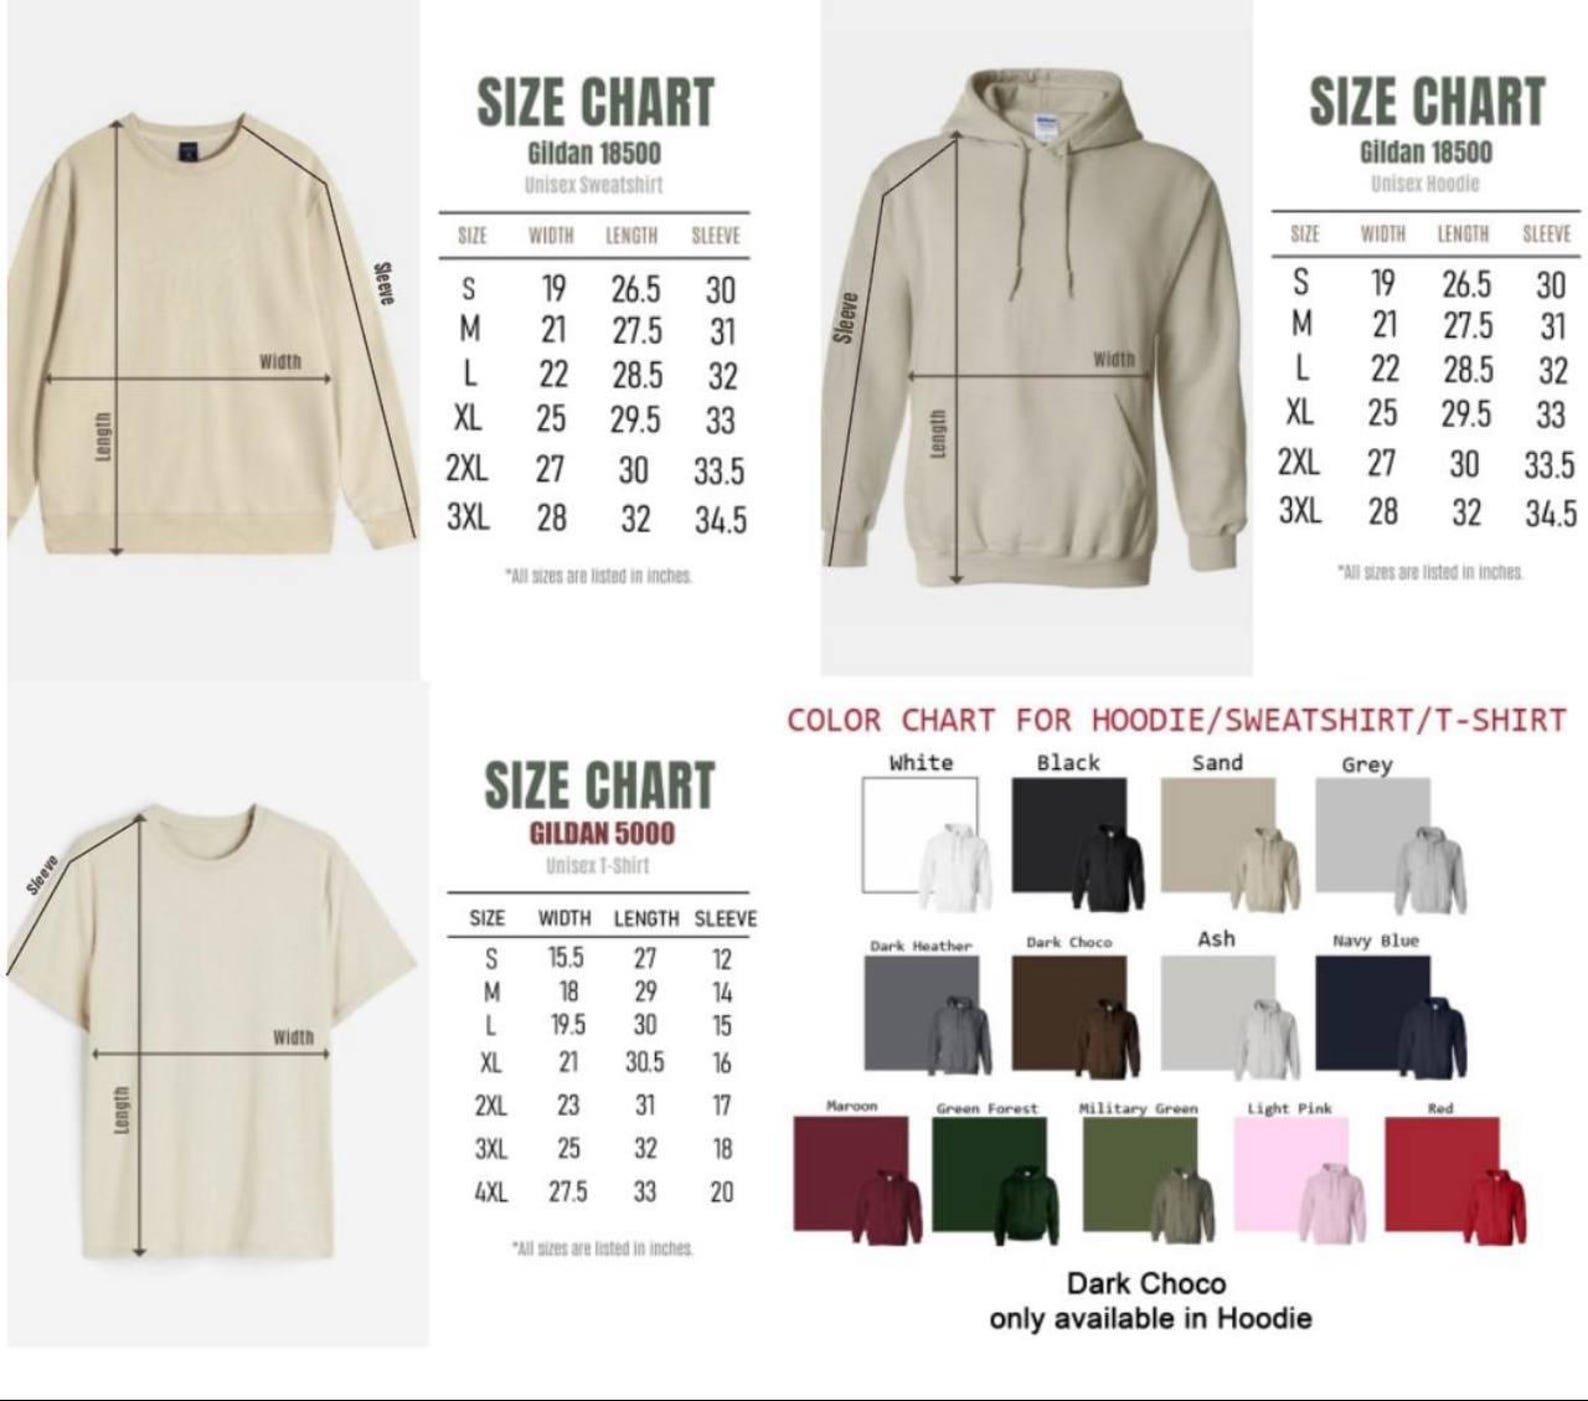 SIZE CHART
Gildan 18500
Unisex Sweatshirt
SIZE WIDTH LENGTH SLEEVE
S 19 26.5 30
M 21 27.5 31
L 22 28.5 32
XL 25 29.5 33
2XL 27 30 33.5
3XL 28 32 34.5
*All sizes are listed in inches.
Sleeve
Width
Length
SIZE CHART
Gildan 18500
Unisex Hoodie
SIZE WIDTH LENGTH SLEEVE
S 19 26.5 30
M 21 27.5 31
L 22 28.5 32
XL 25 29.5 33
2XL 27 30 33.5
3XL 28 32 34.5
*All sizes are listed in inches.
Sleeve
Width
Length
SIZE CHART
GILDAN 5000
Unisex T-Shirt
SIZE WIDTH LENGTH SLEEVE
S 15.5 27 12
M 18 29 14
L 19.5 30 15
XL 21 30.5 16
2XL 23 31 17
3XL 25 32 18
4XL 27.5 33 20
*All sizes are listed in inches.
Sleeve
Width
Length
COLOR CHART FOR HOODIE/SWEATSHIRT/T-SHIRT
White Black Sand Grey
Dark Heather Dark Choco Ash Navy Blue
Maroon Green Forest Military Green Light Pink Red
Dark Choco
only available in Hoodie